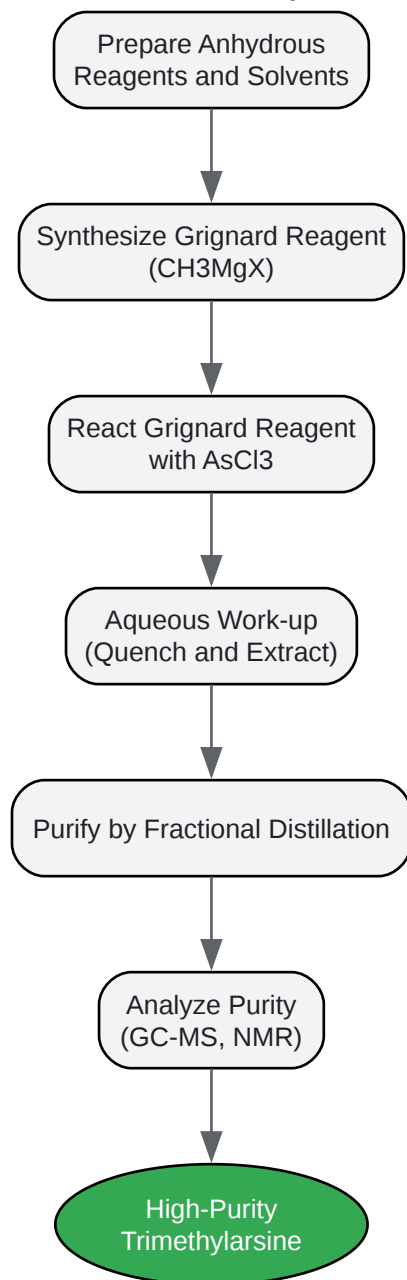 Prepare Anhydrous
Reagents and Solvents
Synthesize Grignard Reagent
(CH3MgX)
React Grignard Reagent
with AsCl3
Aqueous Work-up
(Quench and Extract)
Purify by Fractional Distillation
Analyze Purity
(GC-MS, NMR)
High-Purity
Trimethylarsine